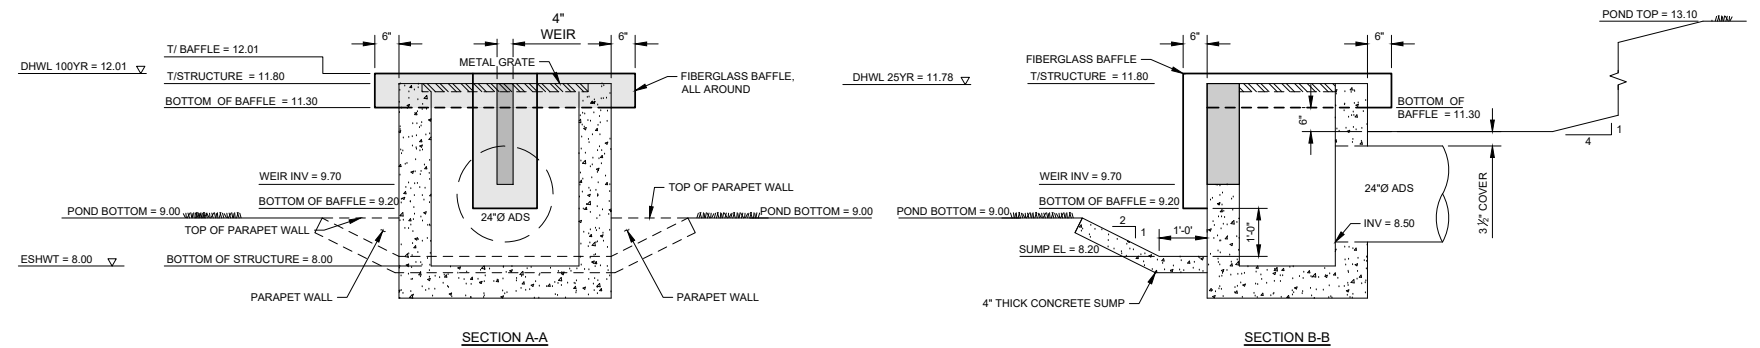 4"
WEIR
6"
6"
T/ BAFFLE = 12.01
METAL GRATE
DHWL 100YR = 12.01
T/STRUCTURE = 11.80
FIBERGLASS BAFFLE,
ALL AROUND
BOTTOM OF BAFFLE = 11.30
WEIR INV = 9.70
TOP OF PARAPET WALL
BOTTOM OF BAFFLE = 9.20
POND BOTTOM = 9.00
24"Ø ADS
POND BOTTOM = 9.00
TOP OF PARAPET WALL
ESHWT = 8.00
BOTTOM OF STRUCTURE = 8.00
PARAPET WALL
PARAPET WALL
SECTION A-A
POND TOP = 13.10
6"
6"
FIBERGLASS BAFFLE
DHWL 25YR = 11.78
T/STRUCTURE = 11.80
BOTTOM OF
BAFFLE = 11.30
6"
1
4
WEIR INV = 9.70
24"Ø ADS
3 ½" COVER
BOTTOM OF BAFFLE = 9.20
POND BOTTOM = 9.00
2
1
1'-0'
1'-0"
INV = 8.50
SUMP EL = 8.20
4" THICK CONCRETE SUMP
SECTION B-B